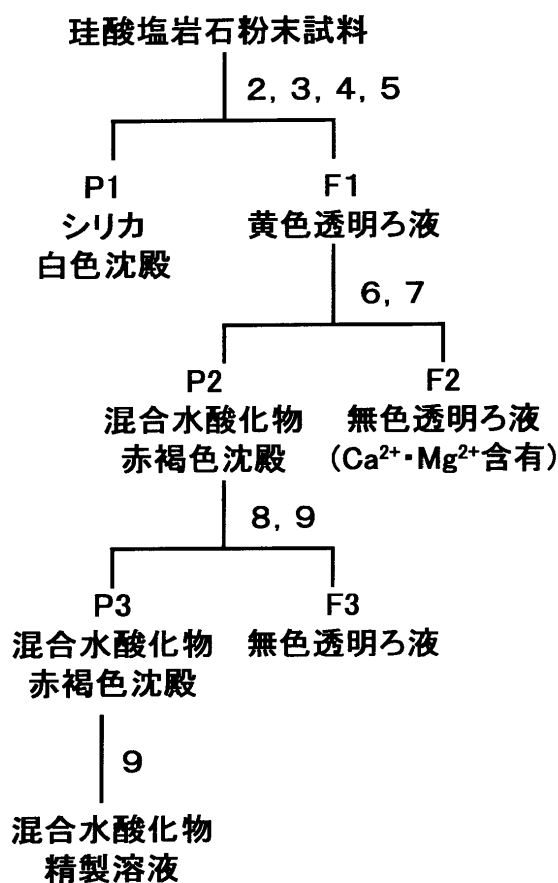 珪酸塩岩石粉末試料
2, 3, 4, 5
P1
シリカ
白色沈殿
F1
黄色透明ろ液
6, 7
P2
混合水酸化物
赤褐色沈殿
F2
無色透明ろ液
(Ca²⁺・Mg²⁺含有)
8, 9
P3
混合水酸化物
赤褐色沈殿
F3
無色透明ろ液
9
混合水酸化物
精製溶液